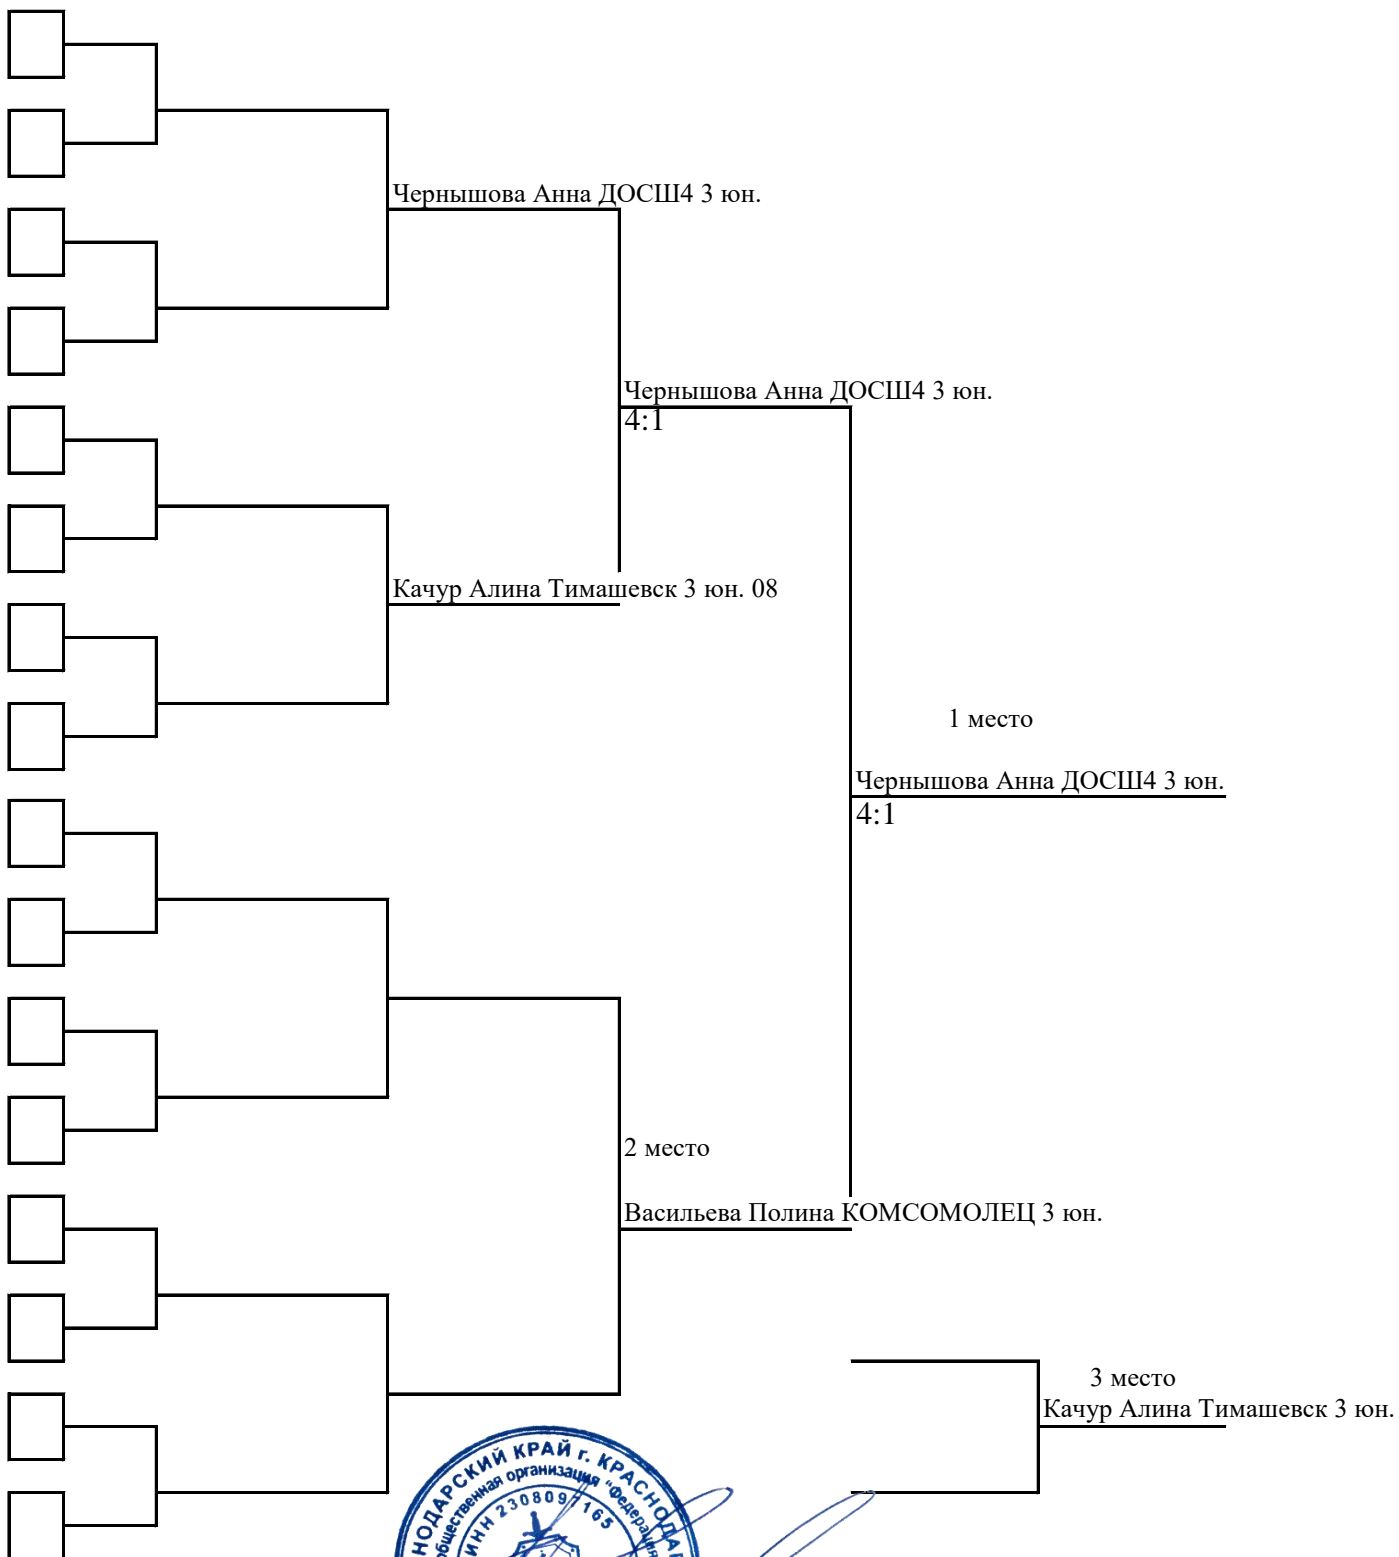 Чернышова Анна ДОСШ4 3 юн.
Чернышова Анна ДОСШ4 3 юн.
4:1
Качур Алина Тимашевск 3 юн. 08
1 место
Чернышова Анна ДОСШ4 3 юн.
4:1
2 место
Васильева Полина КОМСОМОЛЕЦ 3 юн.
3 место
Качур Алина Тимашевск 3 юн.
КРАЙ г.
организация "Федерация
ИНН 2308097165